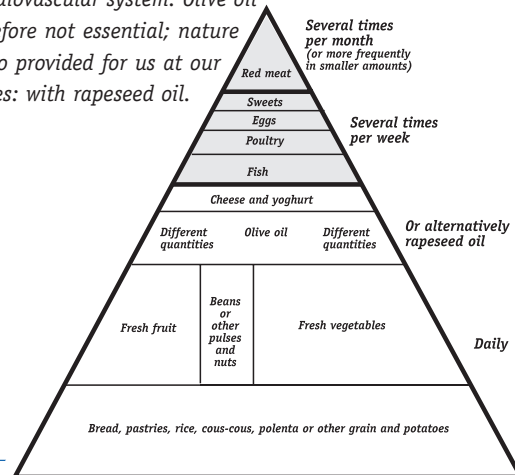 diovascular system. Olive oil
efore not essential; nature
o provided for us at our
es: with rapeseed oil.
Several times
per month
(or more frequently
in smaller amounts)
Red meat
Sweets
Eggs
Poultry
Fish
Several times
per week
Cheese and yoghurt
Different
quantities
Olive oil
Different
quantities
Or alternatively
rapeseed oil
Fresh fruit
Beans
or
other
pulses
and
nuts
Fresh vegetables
Daily
Bread, pastries, rice, cous-cous, polenta or other grain and potatoes